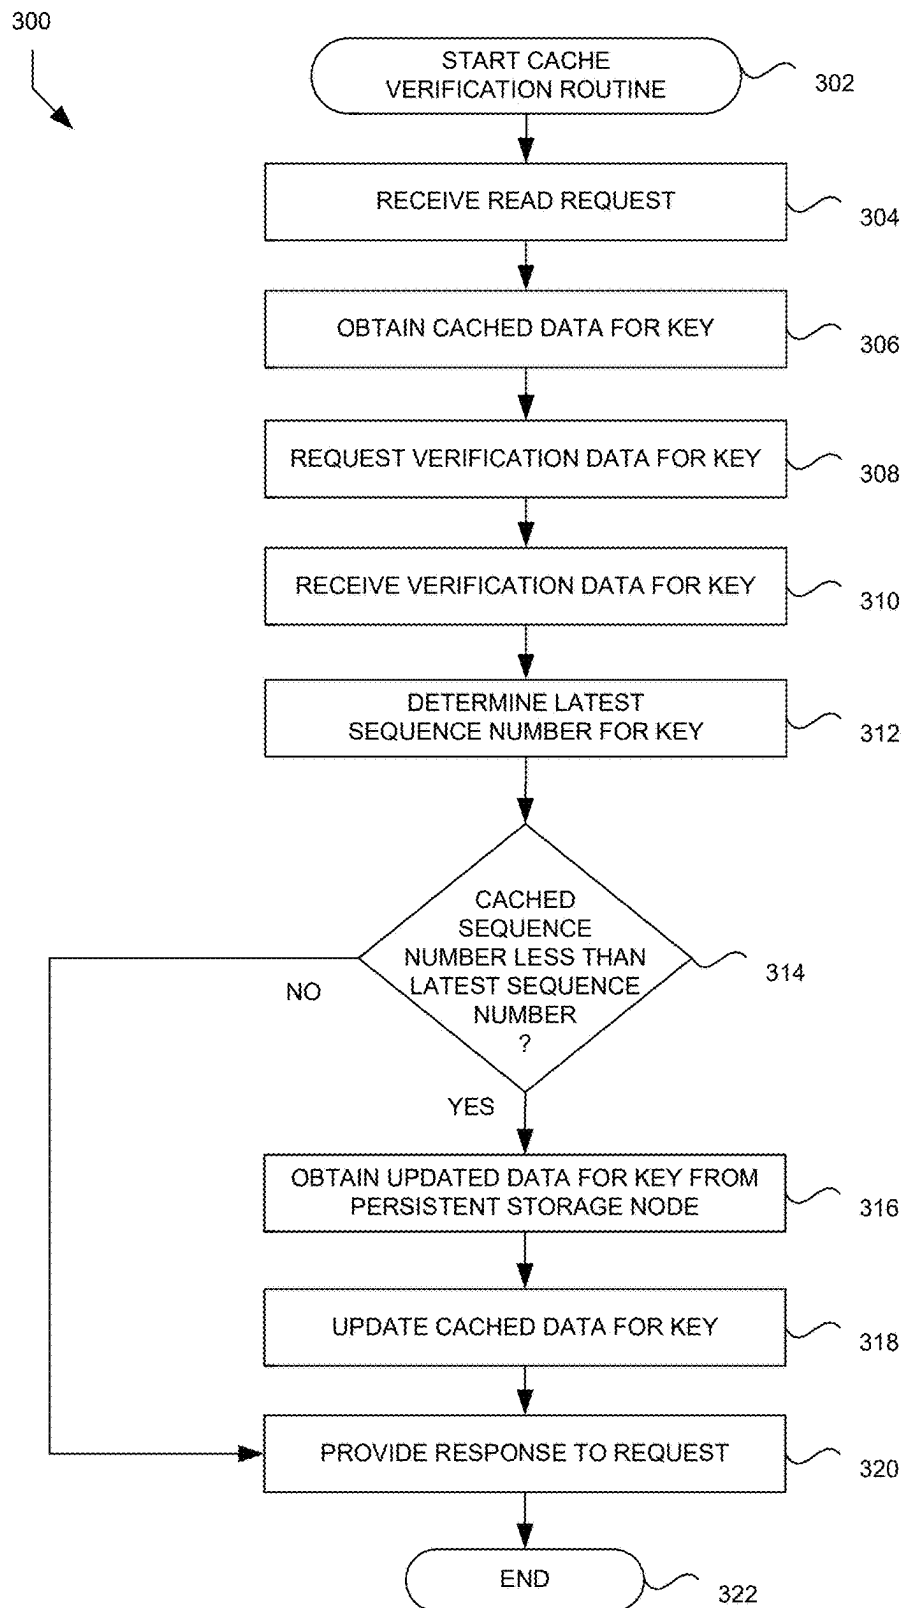 300
START CACHE
VERIFICATION ROUTINE
302
RECEIVE READ REQUEST
304
OBTAIN CACHED DATA FOR KEY
306
REQUEST VERIFICATION DATA FOR KEY
308
RECEIVE VERIFICATION DATA FOR KEY
310
DETERMINE LATEST
SEQUENCE NUMBER FOR KEY
312
CACHED
SEQUENCE
NUMBER LESS THAN
LATEST SEQUENCE
NUMBER
?
314
NO
YES
OBTAIN UPDATED DATA FOR KEY FROM
PERSISTENT STORAGE NODE
316
UPDATE CACHED DATA FOR KEY
318
PROVIDE RESPONSE TO REQUEST
320
END
322